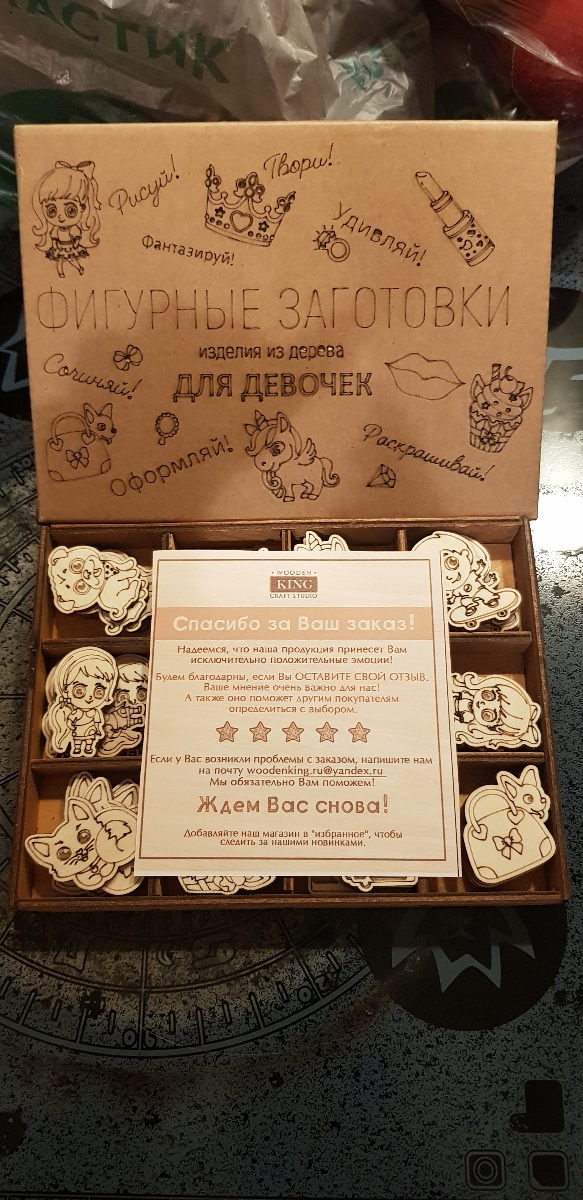 АСТИК
Рисуй!
Твори!
Фантазируй!
Удивляй!
ФИГУРНЫЕ ЗАГОТОВКИ
изделия из дерева
ДЛЯ ДЕВОЧЕК
Сочиняй!
Оформляй!
Раскрашивай!
WOODEN
KING
CRAFT STUDIO
Спасибо за Ваш заказ!
Надеемся, что наша продукция принесет Вам
исключительно положительные эмоции!
Будем благодарны, если Вы ОСТАВИТЕ СВОЙ ОТЗЫВ.
Ваше мнение очень важно для нас!
А также оно поможет другим покупателям
определиться с выбором.
Если у Вас возникли проблемы с заказом, напишите нам
на почту woodenking.ru@yandex.ru
Мы обязательно Вам поможем!
Ждем Вас снова!
Добавляйте наш магазин в "избранное", чтобы
следить за нашими новинками.